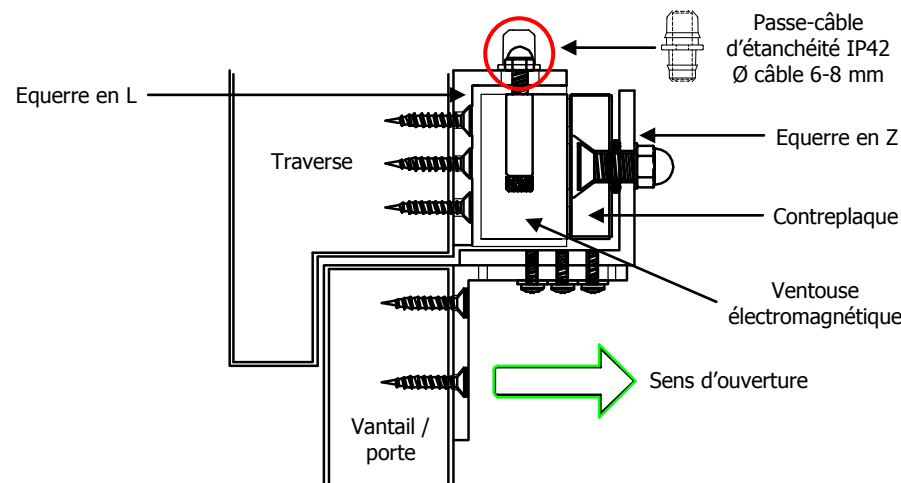 Passe-câble
d'étanchéité IP42
Ø câble 6-8 mm
Equerre en L
Equerre en Z
Traverse
Contreplaque
Ventouse
électromagnétique
Sens d'ouverture
Vantail /
porte